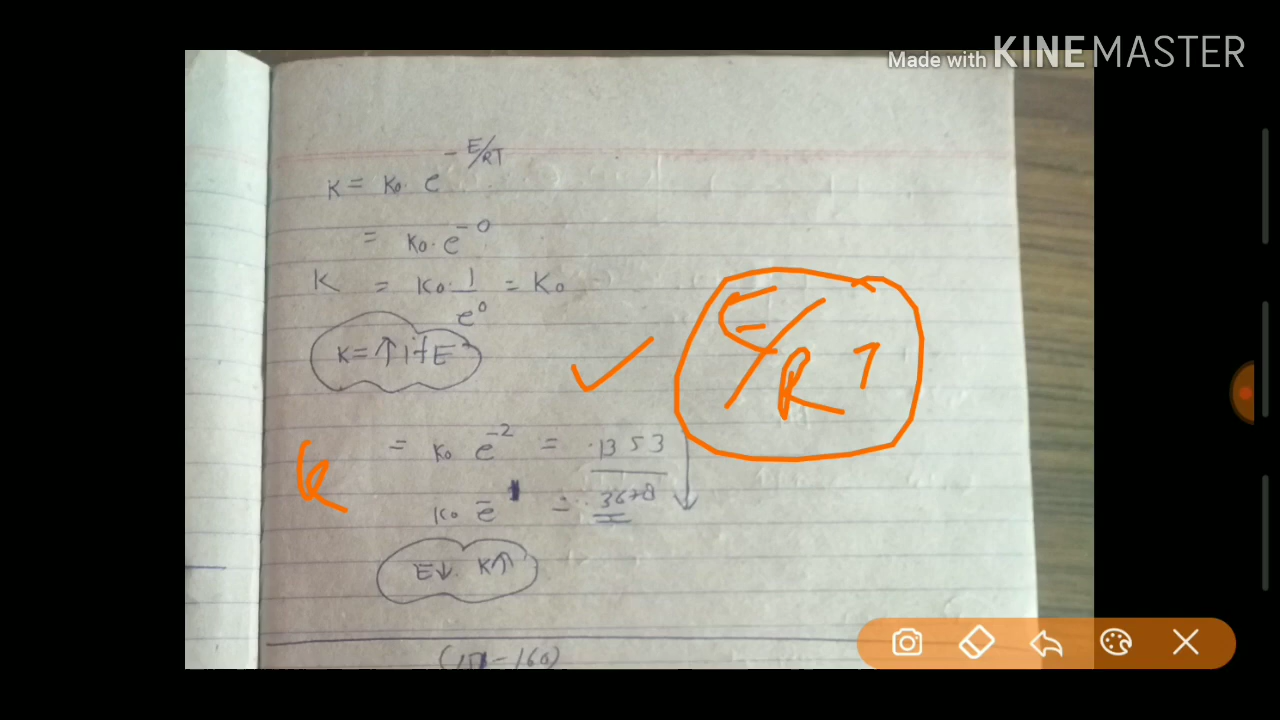 Made with KINEMASTER
K = K₀ · e^-E/RT
= K₀ · e^-0
K = K₀ · 1/e⁰ = K₀
K = ↑ if E
E/RT
= K₀ e^-2 = .1353
K
K₀ e^-1 = .3678
E↓ K↑